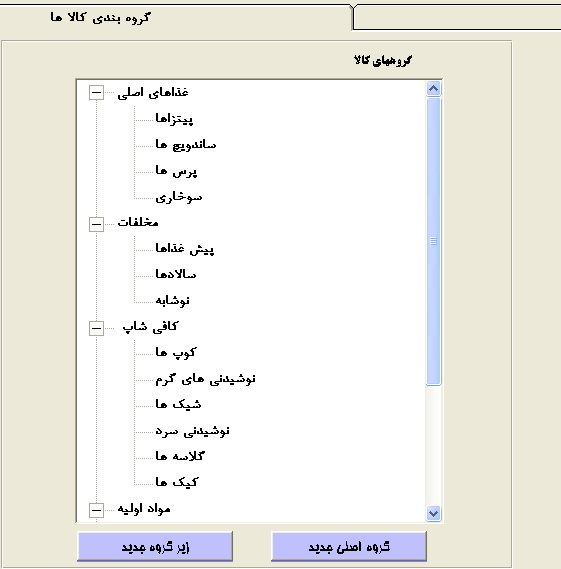 گروه بندی کالا ها
گروههای کالا
غذاهای اصلی
پیتزاها
ساندویچ ها
پرس ها
سوخاری
مخلفات
پیش غذاها
سالادها
نوشابه
کافی شاپ
کوپ ها
نوشیدنی های گرم
شیک ها
نوشیدنی سرد
گلاسه ها
کیک ها
مواد اولیه
گروه اصلی جدید
زیر گروه جدید